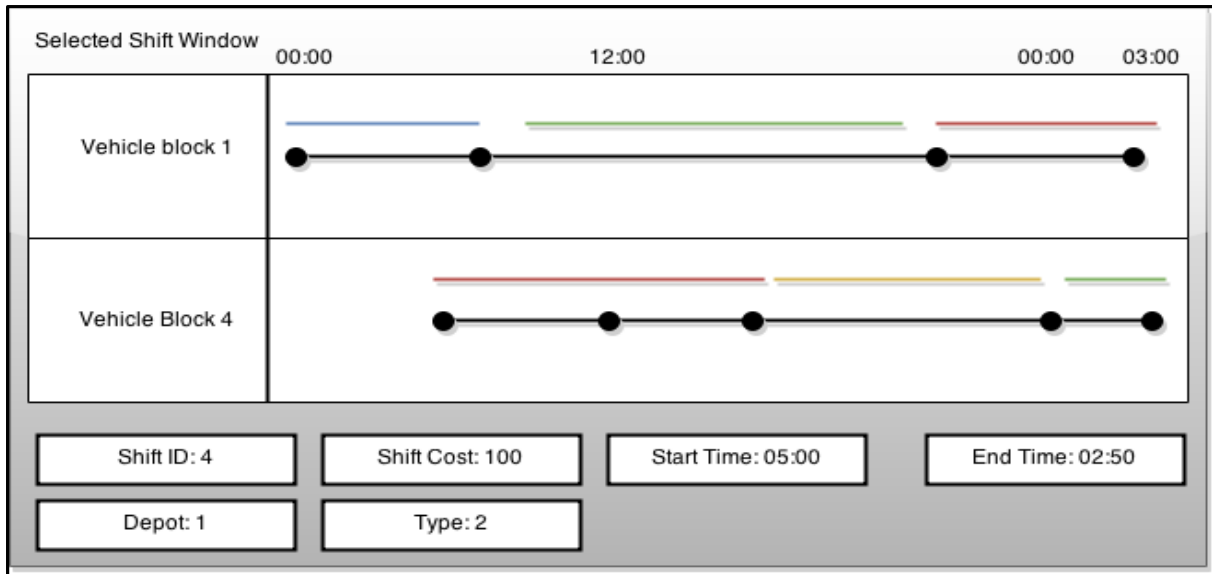 Selected Shift Window
00:00 12:00 00:00 03:00
Vehicle block 1
Vehicle Block 4
Shift ID: 4
Shift Cost: 100
Start Time: 05:00
End Time: 02:50
Depot: 1
Type: 2